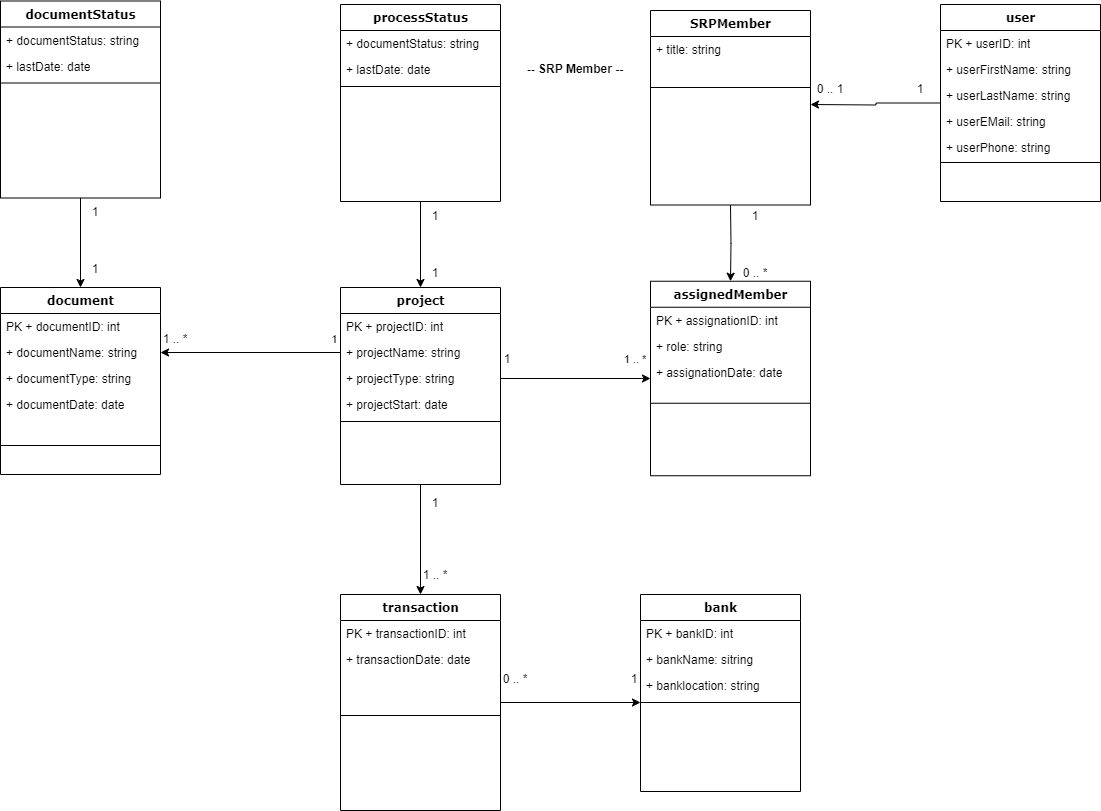 documentStatus
+ documentStatus: string
+ lastDate: date
processStatus
+ documentStatus: string
+ lastDate: date
-- SRP Member --
SRPMember
+ title: string
user
PK + userID: int
+ userFirstName: string
+ userLastName: string
+ userEMail: string
+ userPhone: string
0 .. 1
1
1
1
1
1
1
0 .. *
document
PK + documentID: int
+ documentName: string
+ documentType: string
+ documentDate: date
1 .. *
1
project
PK + projectID: int
+ projectName: string
+ projectType: string
+ projectStart: date
1
1 .. *
assignedMember
PK + assignationID: int
+ role: string
+ assignationDate: date
1
1 .. *
transaction
PK + transactionID: int
+ transactionDate: date
0 .. *
1
bank
PK + bankID: int
+ bankName: sitring
+ banklocation: string